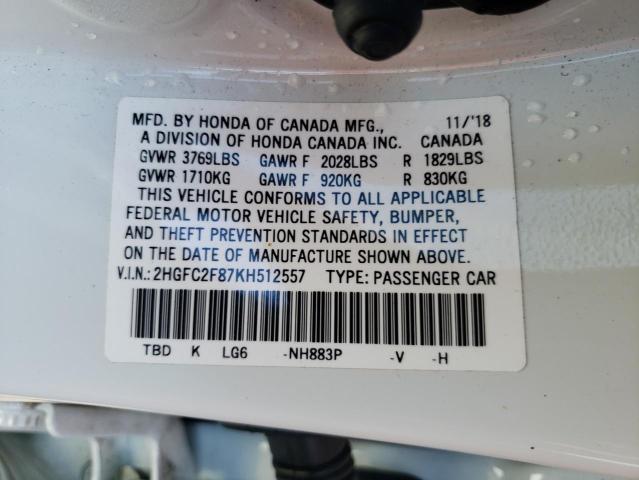 MFD. BY HONDA OF CANADA MFG., 11/'18
A DIVISION OF HONDA CANADA INC. CANADA
GVWR 3769LBS GAWR F 2028LBS R 1829LBS
GVWR 1710KG GAWR F 920KG R 830KG
THIS VEHICLE CONFORMS TO ALL APPLICABLE
FEDERAL MOTOR VEHICLE SAFETY, BUMPER,
AND THEFT PREVENTION STANDARDS IN EFFECT
ON THE DATE OF MANUFACTURE SHOWN ABOVE.
V.I.N.: 2HGFC2F87KH512557 TYPE: PASSENGER CAR
TBD K LG6 -NH883P -V -H